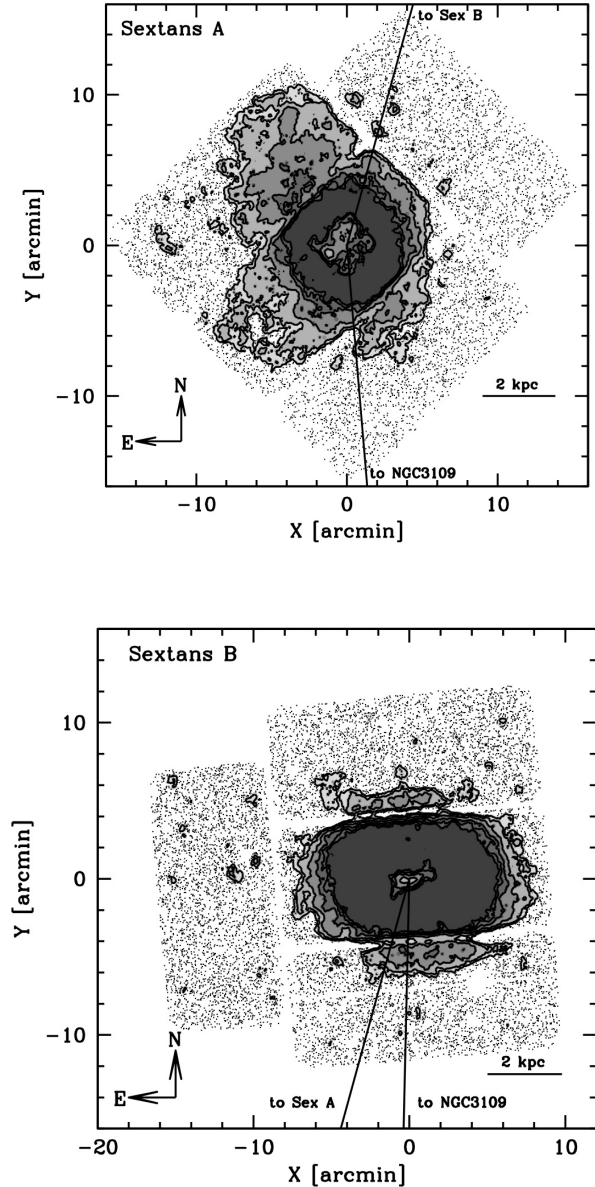 Sextans A
to Sex B
10
0
-10
Y [arcmin]
N
E
2 kpc
to NGC3109
-10
0
10
X [arcmin]
Sextans B
10
0
-10
Y [arcmin]
N
E
2 kpc
to Sex A
to NGC3109
-20
-10
0
10
X [arcmin]